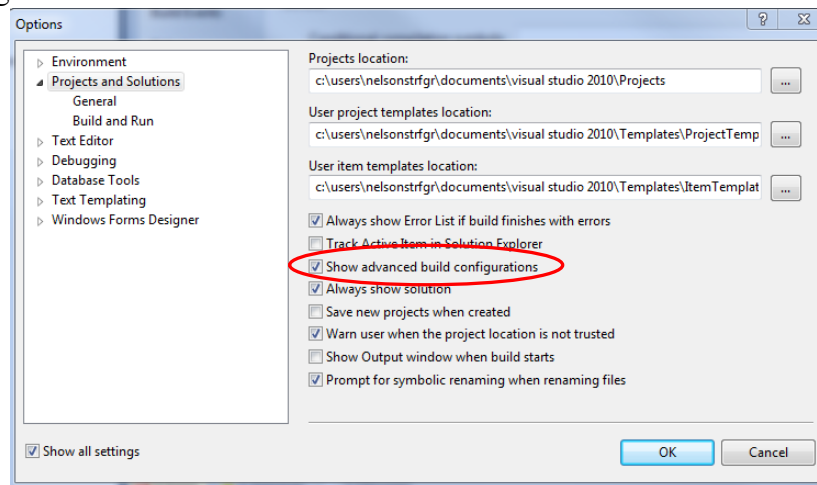 Options
Environment
Projects and Solutions
General
Build and Run
Text Editor
Debugging
Database Tools
Text Templating
Windows Forms Designer
Show all settings
Projects location:
c:\users\nelsonstrfgr\documents\visual studio 2010\Projects
...
User project templates location:
c:\users\nelsonstrfgr\documents\visual studio 2010\Templates\ProjectTemp
...
User item templates location:
c:\users\nelsonstrfgr\documents\visual studio 2010\Templates\ItemTemplat
...
Always show Error List if build finishes with errors
Track Active Item in Solution Explorer
Show advanced build configurations
Always show solution
Save new projects when created
Warn user when the project location is not trusted
Show Output window when build starts
Prompt for symbolic renaming when renaming files
OK
Cancel